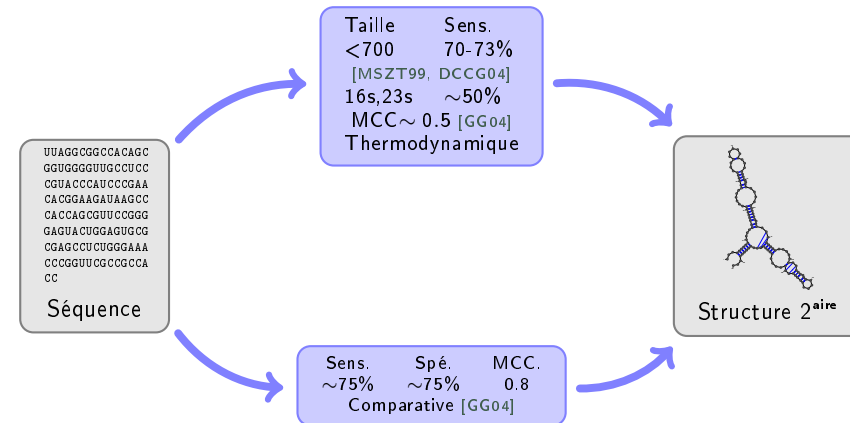 Taille Sens.
<700 70-73%
[MSZT99, DCCG04]
16s,23s ~50%
MCC~ 0.5 [GG04]
Thermodynamique
UUAGGCGGCCACAGC
GGUGGGGUUGCCUCC
CGUACCCAUCCCGAA
CACGGAAGAUAAGCC
CACCAGCGUUCCGGG
GAGUACUGGAGUGCG
CGAGCCUCUGGGAAA
CCCGGUUCGCCGCCA
CC
Séquence
Structure 2aire
Sens. Spé. MCC.
~75% ~75% 0.8
Comparative [GG04]